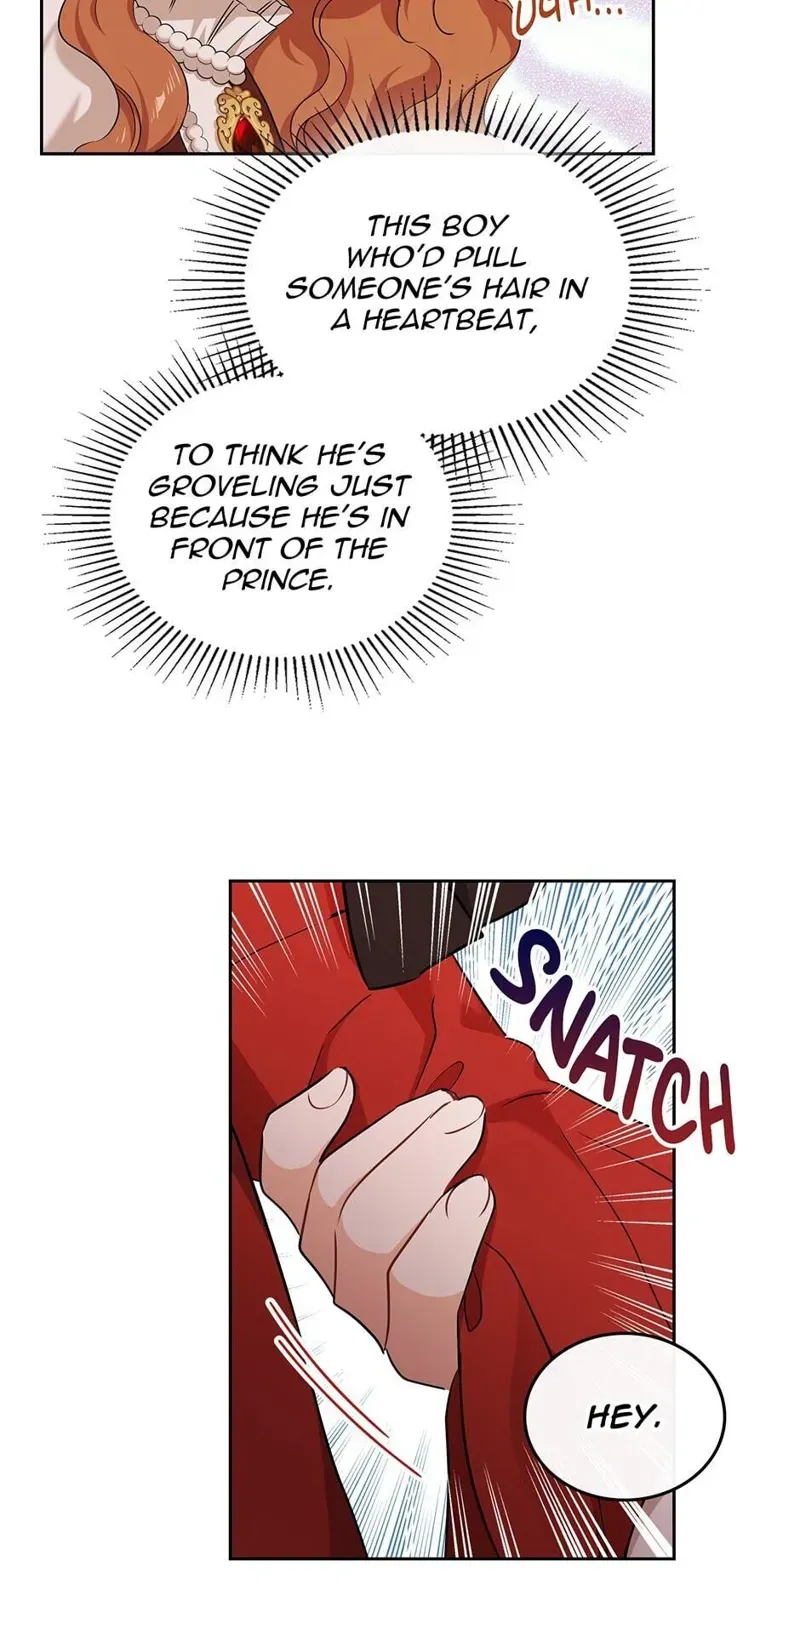 THIS BOY
WHO'D PULL
SOMEONE'S HAIR IN
A HEARTBEAT,
TO THINK HE'S
GROVELING JUST
BECAUSE HE'S IN
FRONT OF THE
PRINCE.
SNATCH
HEY.